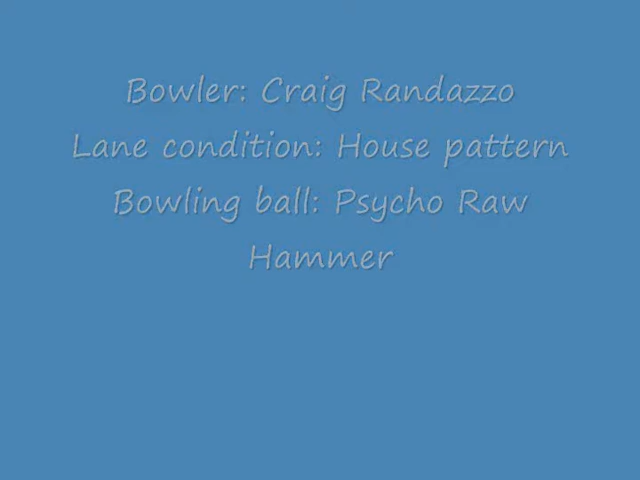 Bowler: Craig Randazzo
Lane condition: House pattern
Bowling ball: Psycho Raw
Hammer